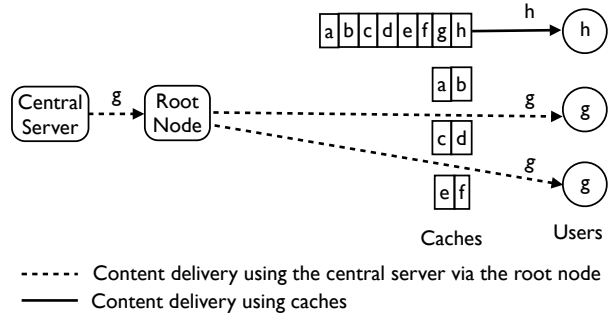 h
a b c d e f g h
h
a b
Central Server
g
Root Node
g
g
c d
g
g
e f
Caches
Users
Content delivery using the central server via the root node
Content delivery using caches